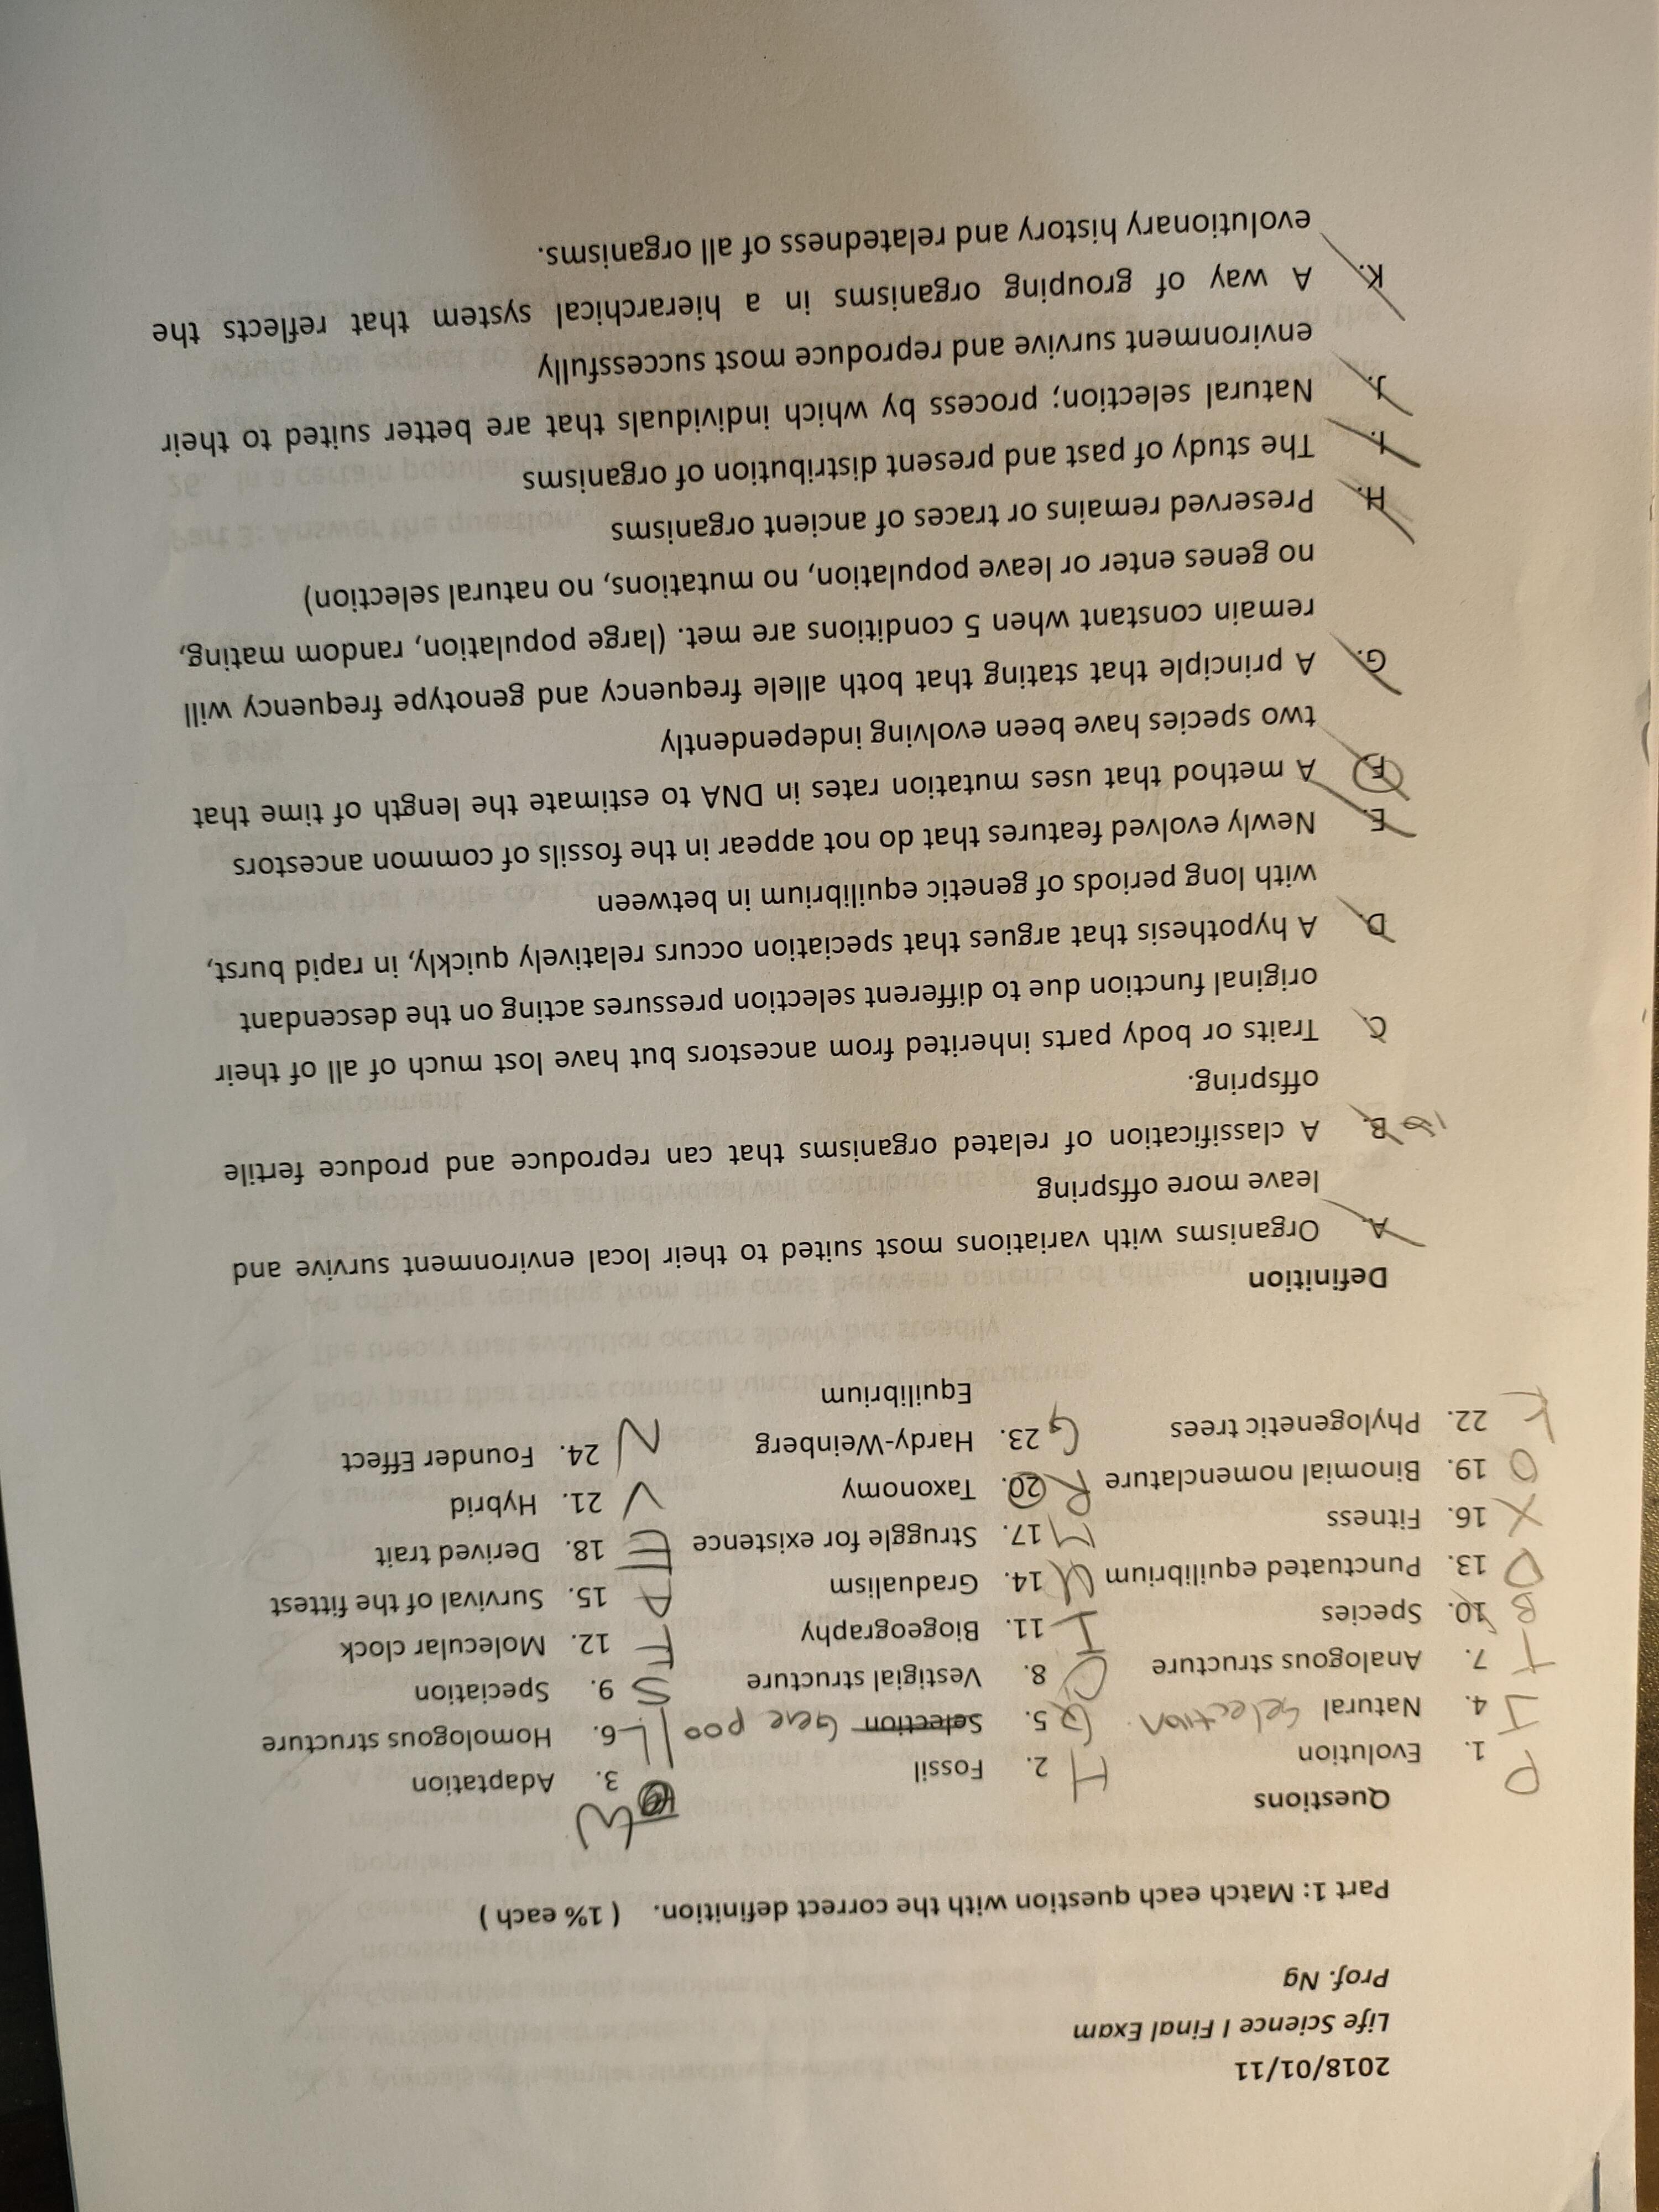 2018/01/11
Life Science I Final Exam
Prof. Ng
Part 1: Match each question with the correct definition. ( 1% each )
Questions
P 1. Evolution H 2. Fossil W 3. Adaptation
J 4. Natural Selection Q 5. Selection Gene pool L 6. Homologous structure
T 7. Analogous structure C 8. Vestigial structure S 9. Speciation
B 10. Species I 11. Biogeography F 12. Molecular clock
D 13. Punctuated equilibrium U 14. Gradualism A 15. Survival of the fittest
X 16. Fitness M 17. Struggle for existence E 18. Derived trait
O 19. Binomial nomenclature R 20. Taxonomy V 21. Hybrid
K 22. Phylogenetic trees G 23. Hardy-Weinberg N 24. Founder Effect
Equilibrium
Definition
A. Organisms with variations most suited to their local environment survive and
leave more offspring
B. A classification of related organisms that can reproduce and produce fertile
offspring.
C. Traits or body parts inherited from ancestors but have lost much of all of their
original function due to different selection pressures acting on the descendant
D. A hypothesis that argues that speciation occurs relatively quickly, in rapid burst,
with long periods of genetic equilibrium in between
E. Newly evolved features that do not appear in the fossils of common ancestors
F. A method that uses mutation rates in DNA to estimate the length of time that
two species have been evolving independently
G. A principle that stating that both allele frequency and genotype frequency will
remain constant when 5 conditions are met. (large population, random mating,
no genes enter or leave population, no mutations, no natural selection)
H. Preserved remains or traces of ancient organisms
I. The study of past and present distribution of organisms
J. Natural selection; process by which individuals that are better suited to their
environment survive and reproduce most successfully
K. A way of grouping organisms in a hierarchical system that reflects the
evolutionary history and relatedness of all organisms.